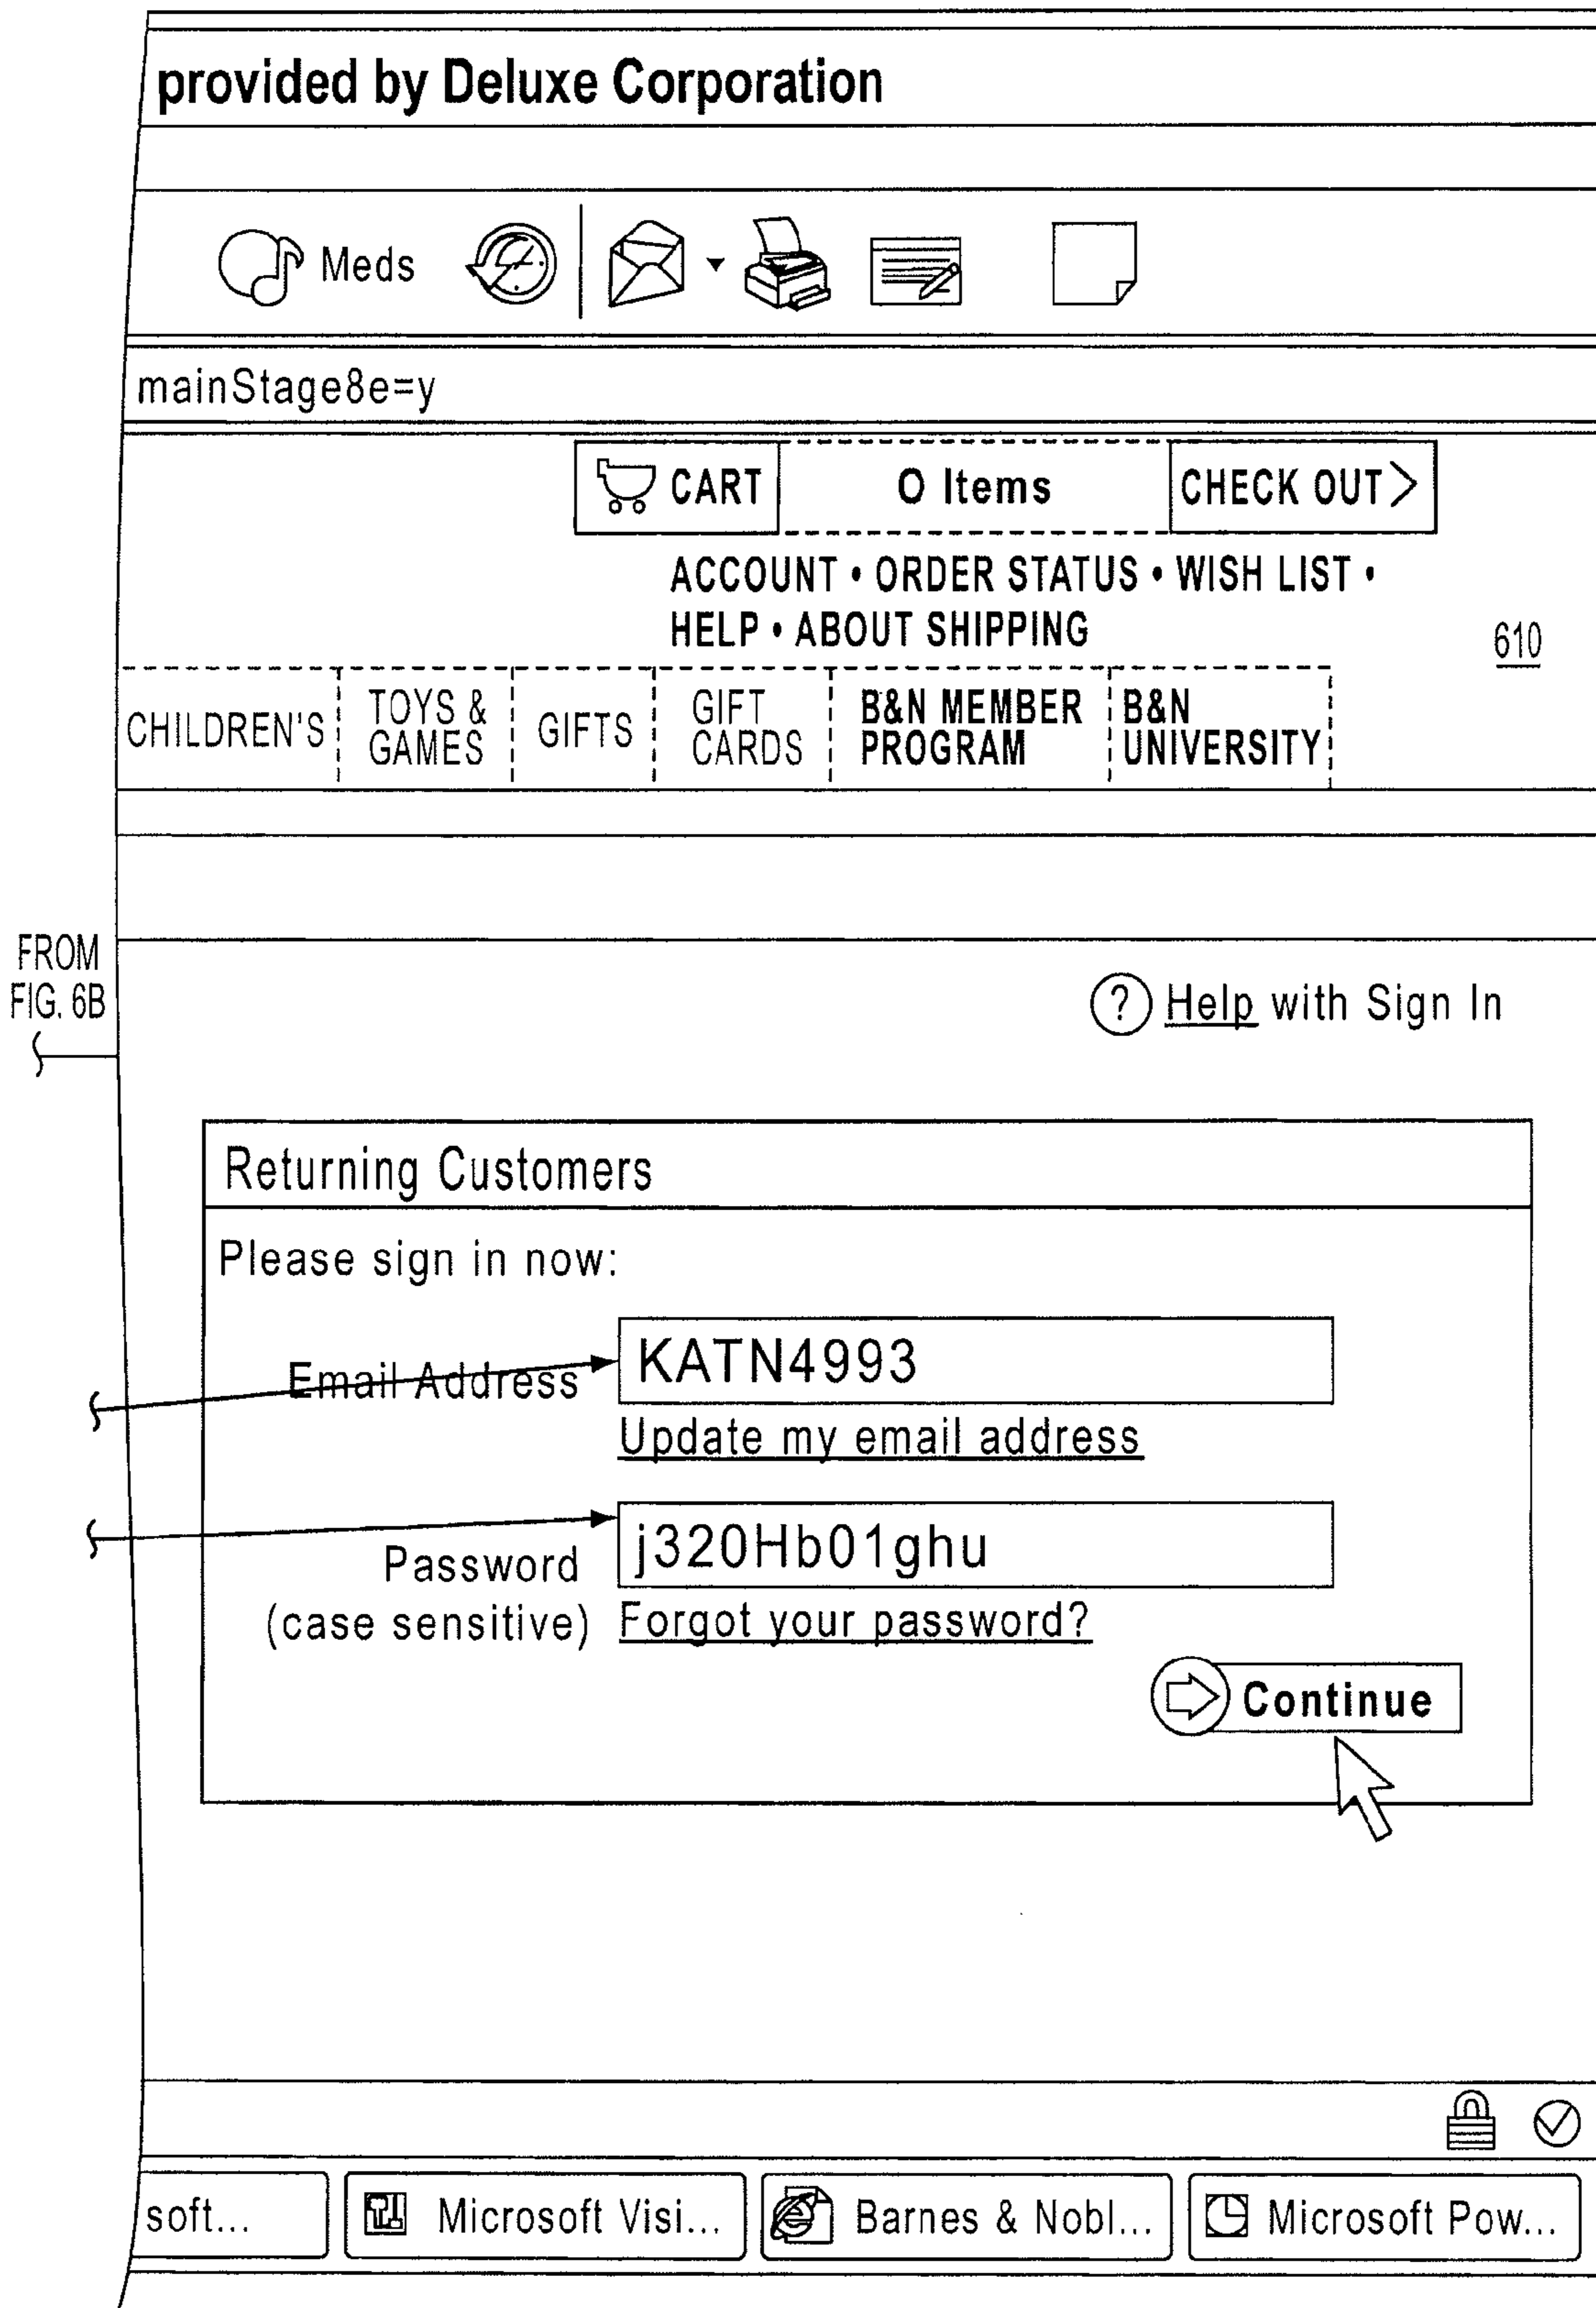 provided by Deluxe Corporation
Meds
mainStage8e=y
CART O Items CHECK OUT
ACCOUNT • ORDER STATUS • WISH LIST •
HELP • ABOUT SHIPPING
610
CHILDREN'S
TOYS &
GAMES
GIFTS
GIFT
CARDS
B&N MEMBER
PROGRAM
B&N
UNIVERSITY
FROM
FIG. 6B
? Help with Sign In
Returning Customers
Please sign in now:
Email Address KATN4993
Update my email address
j320Hb01ghu
Password
(case sensitive) Forgot your password?
Continue
soft... Microsoft Visi... Barnes & Nobl... Microsoft Pow...